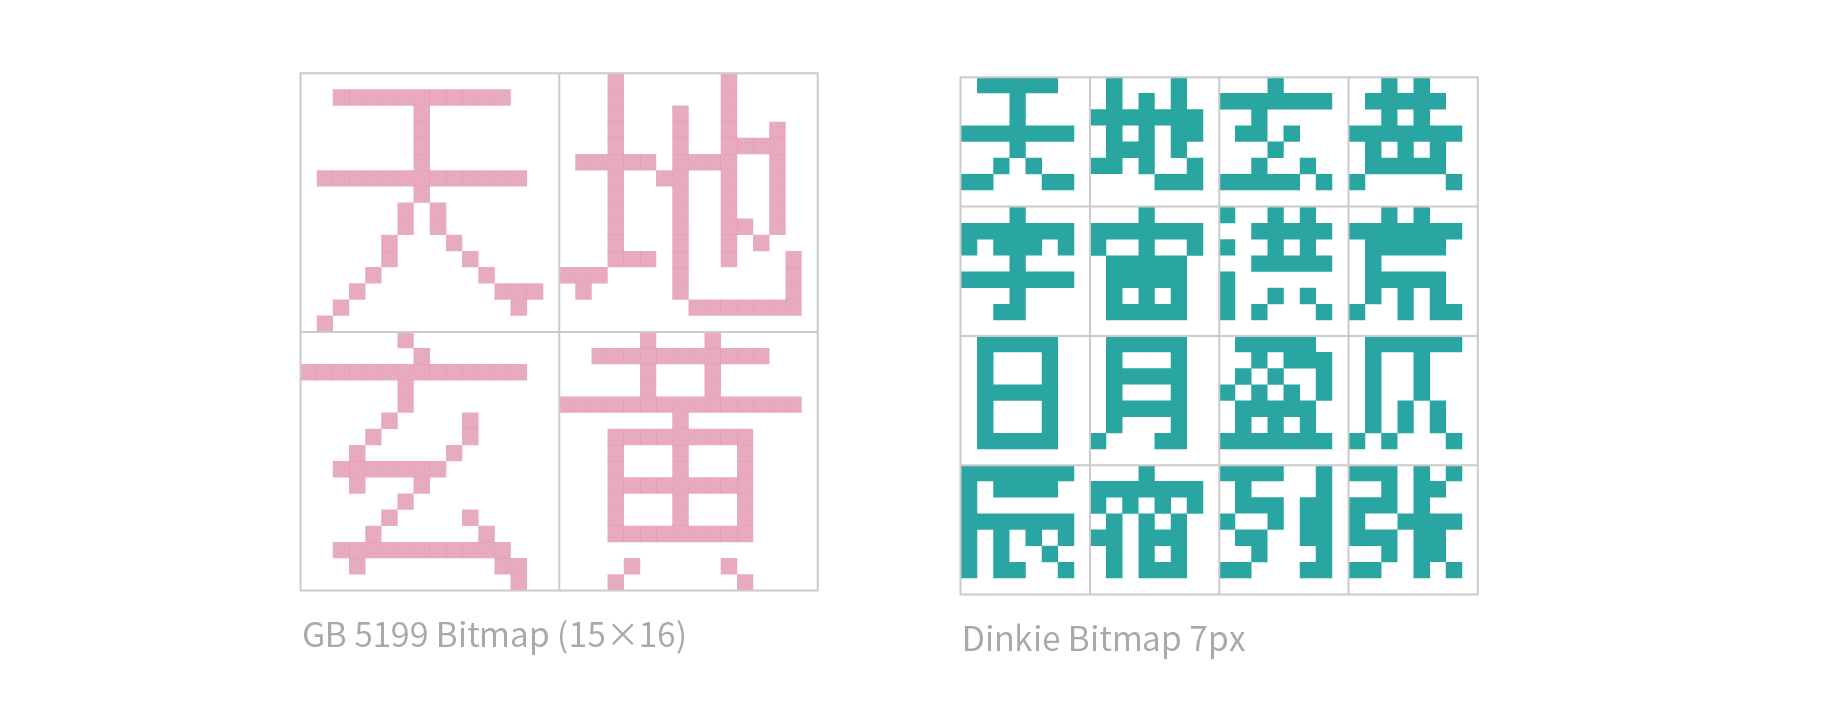 天地
玄黄
GB 5199 Bitmap (15×16)
天地玄黄
宇宙洪荒
日月盈仄
辰宿列张
Dinkie Bitmap 7px